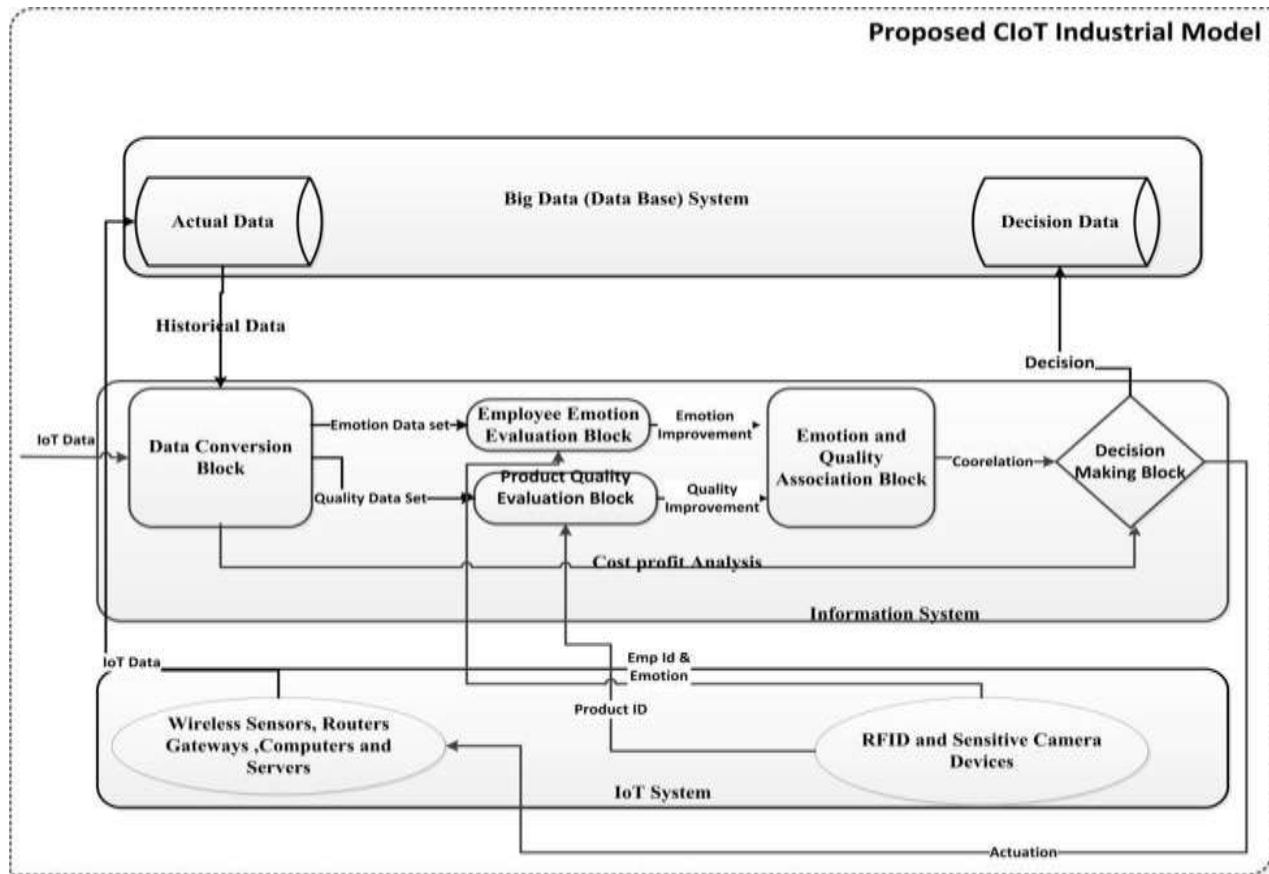 Proposed CIoT Industrial Model
Big Data (Data Base) System
Actual Data
Decision Data
Historical Data
Decision
IoT Data
Data Conversion
Block
Emotion Data set
Quality Data Set
Employee Emotion
Evaluation Block
Product Quality
Evaluation Block
Emotion
Improvement
Quality
Improvement
Emotion and
Quality
Association Block
Coorelation
Decision
Making Block
Cost profit Analysis
Information System
IoT Data
Emp Id &
Emotion
Product ID
Wireless Sensors, Routers
Gateways ,Computers and
Servers
RFID and Sensitive Camera
Devices
IoT System
Actuation